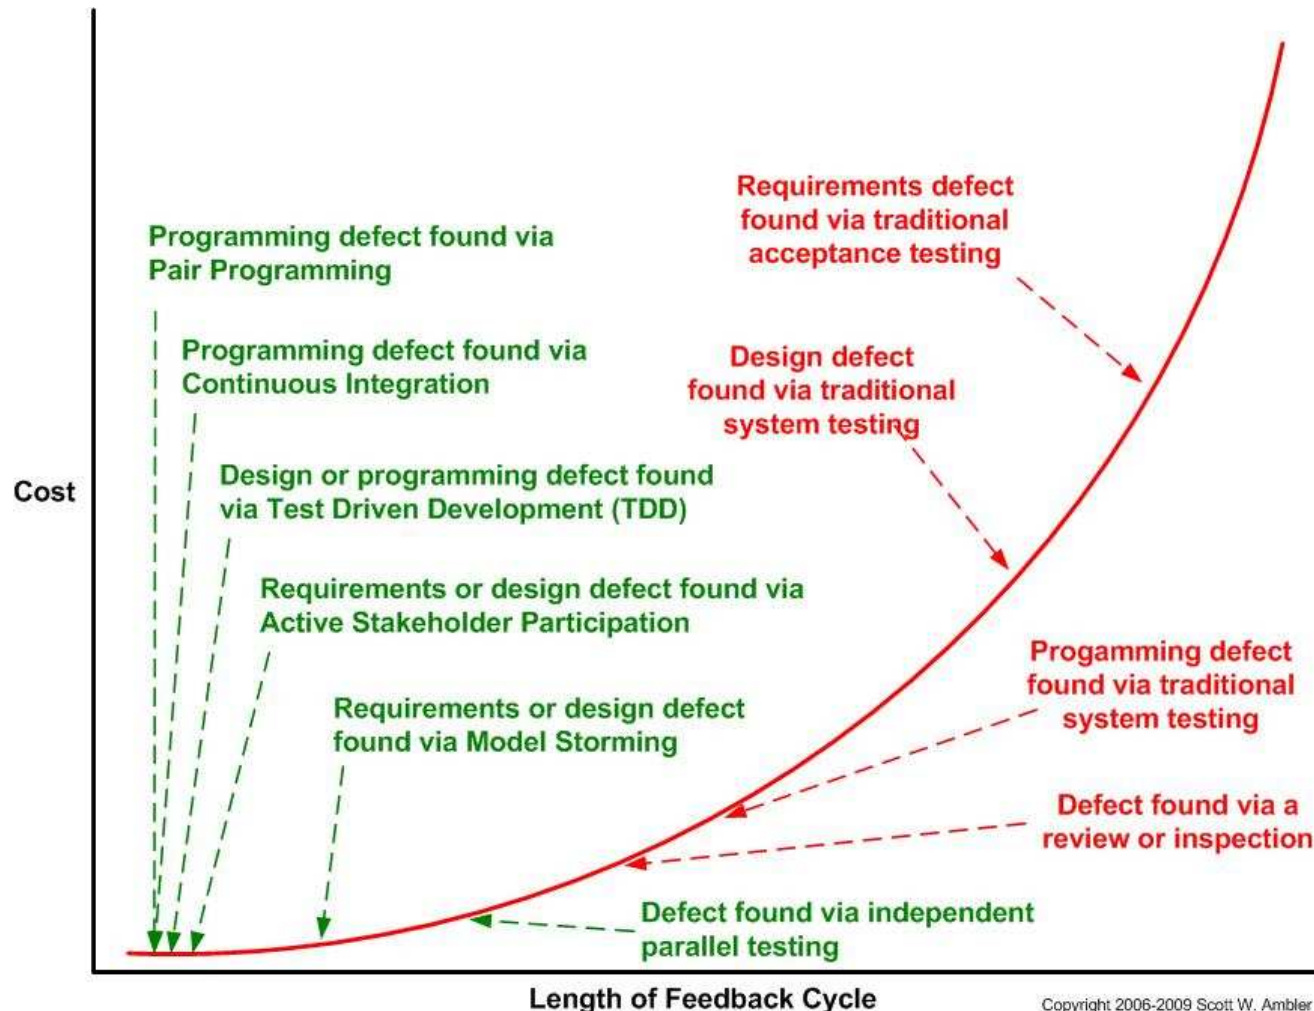 Requirements defect
found via traditional
acceptance testing
Programming defect found via
Pair Programming
Programming defect found via
Continuous Integration
Design defect
found via traditional
system testing
Design or programming defect found
via Test Driven Development (TDD)
Cost
Requirements or design defect found via
Active Stakeholder Participation
Progamming defect
found via traditional
system testing
Requirements or design defect
found via Model Storming
Defect found via a
review or inspection
Defect found via independent
parallel testing
Length of Feedback Cycle
Copyright 2006-2009 Scott W. Ambler